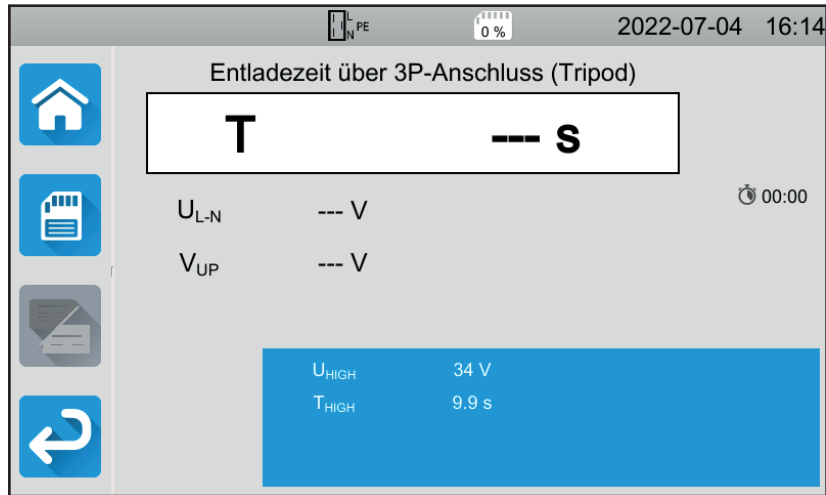 L
N PE
0 %
2022-07-04 16:14
Entladezeit über 3P-Anschluss (Tripod)
T --- s
00:00
UL-N --- V
VUP --- V
UHIGH 34 V
THIGH 9.9 s